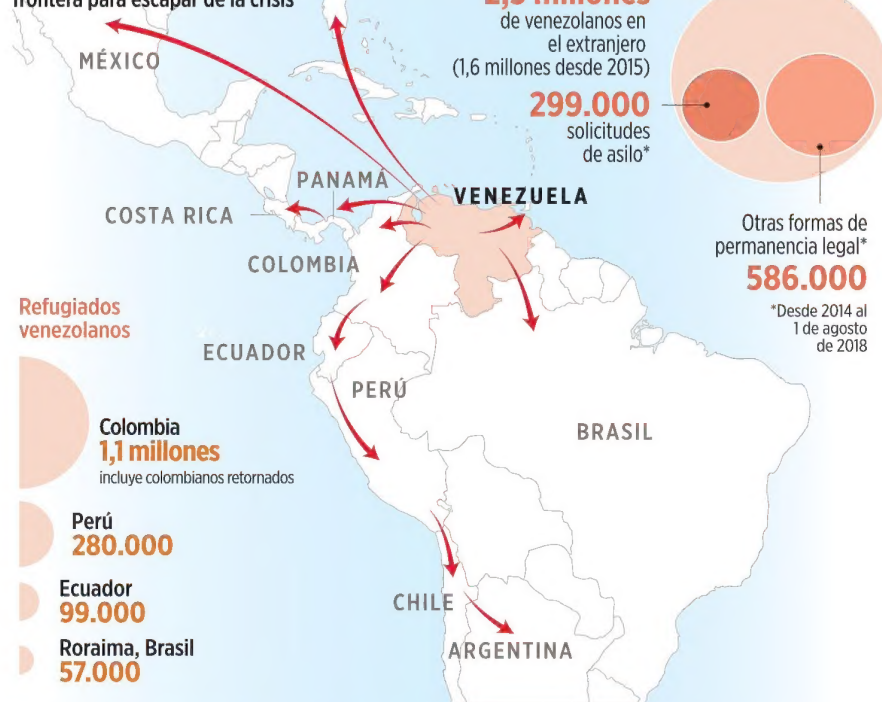 frontera para escapar de la crisis
millones
de venezolanos en
el extranjero
(1,6 millones desde 2015)
299.000
solicitudes
de asilo*
MÉXICO
PANAMÁ
VENEZUELA
COSTA RICA
COLOMBIA
Otras formas de
permanencia legal*
586.000
*Desde 2014 al
1 de agosto
de 2018
Refugiados
venezolanos
ECUADOR
PERÚ
BRASIL
Colombia
1,1 millones
incluye colombianos retornados
Perú
280.000
Ecuador
99.000
CHILE
Roraima, Brasil
57.000
ARGENTINA